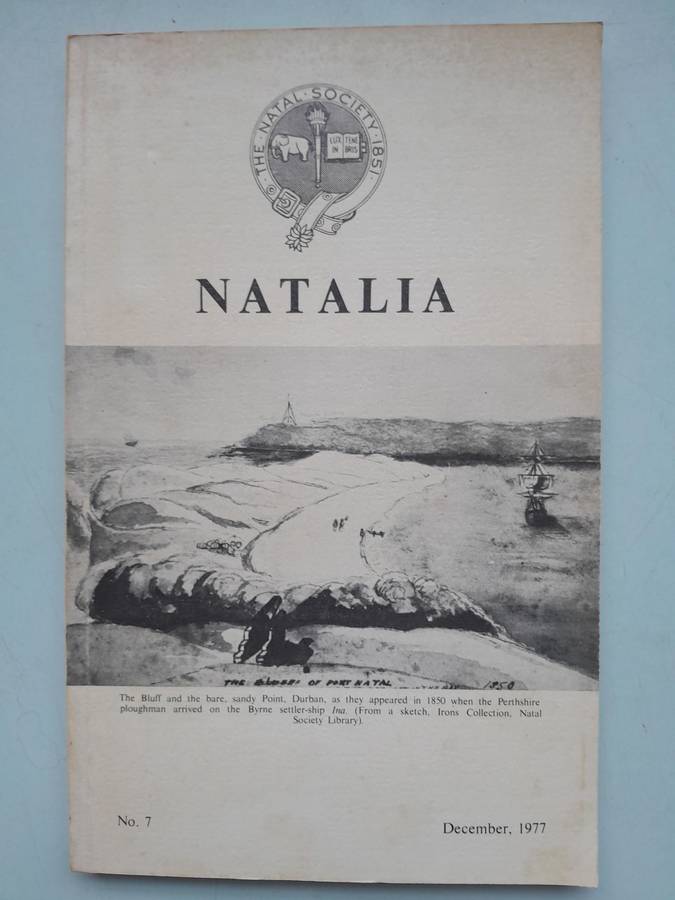 THE · NATAL · SOCIETY · 1851 ·
LUX TENE
IN BRIS
NATALIA
OF PORT NATAL
1850
The Bluff and the bare, sandy Point, Durban, as they appeared in 1850 when the Perthshire
ploughman arrived on the Byrne settler-ship Ina. (From a sketch, Irons Collection, Natal
Society Library).
No. 7
December, 1977